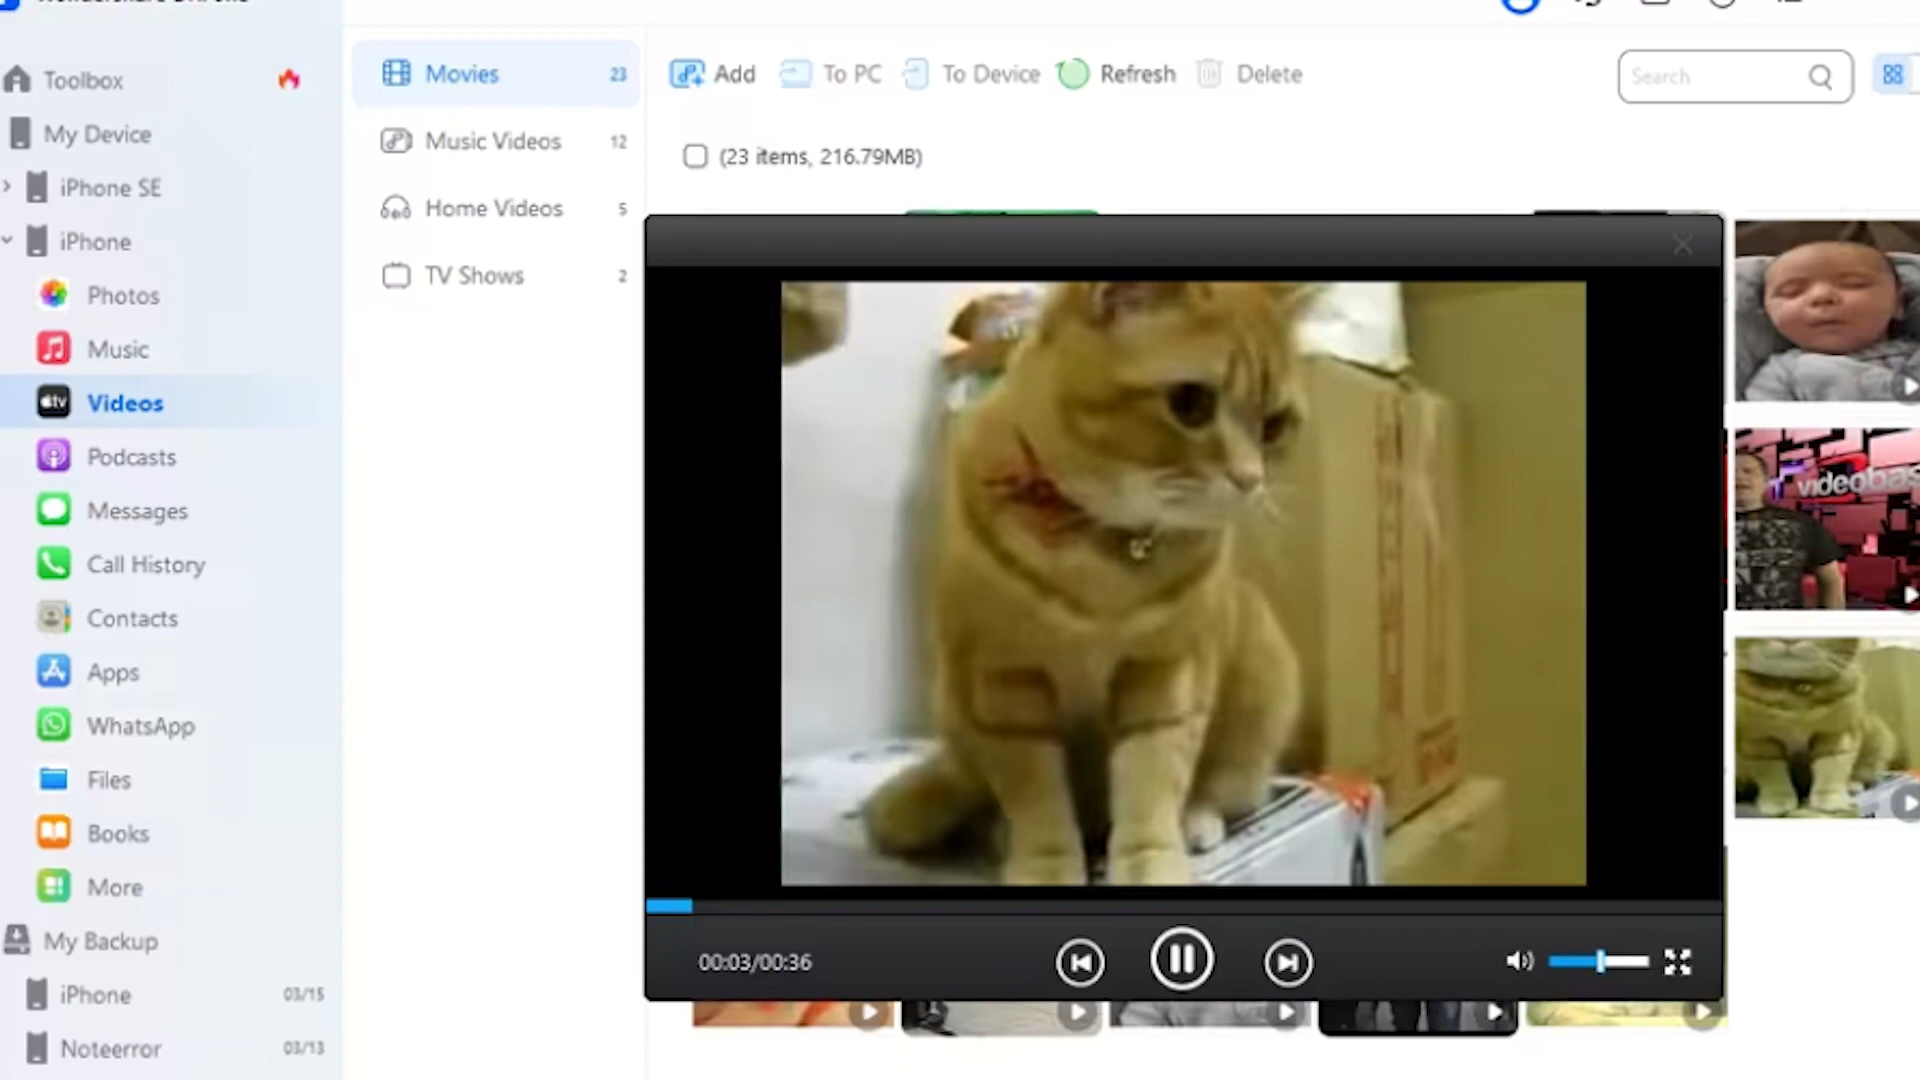 Toolbox
My Device
iPhone SE
iPhone
Photos
Music
Videos
Podcasts
Messages
Call History
Contacts
Apps
WhatsApp
Files
Books
More
My Backup
iPhone 03/15
Noteerror 03/13
Movies 23
Music Videos 12
Home Videos 5
TV Shows 2
Add To PC To Device Refresh Delete
Search
(23 items, 216.79MB)
tv
videobas
00:03/00:36